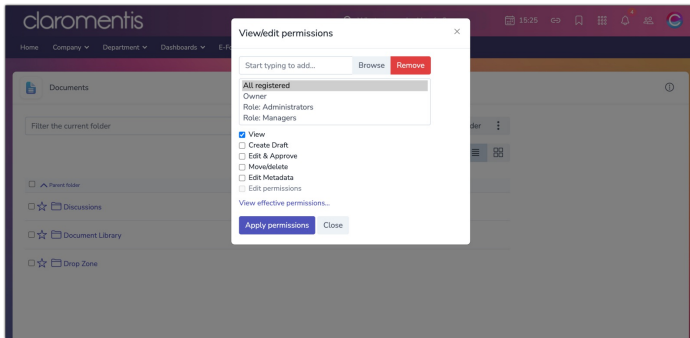 claromentis
15:25
4
Home Company Department Dashboards E-Fo
View/edit permissions
×
Start typing to add... Browse Remove
All registered
Owner
Role: Administrators
Role: Managers
View
Create Draft
Edit & Approve
Move/delete
Edit Metadata
Edit permissions
View effective permissions...
Apply permissions Close
Documents
Filter the current folder
der
Parent folder
Discussions
Document Library
Drop Zone